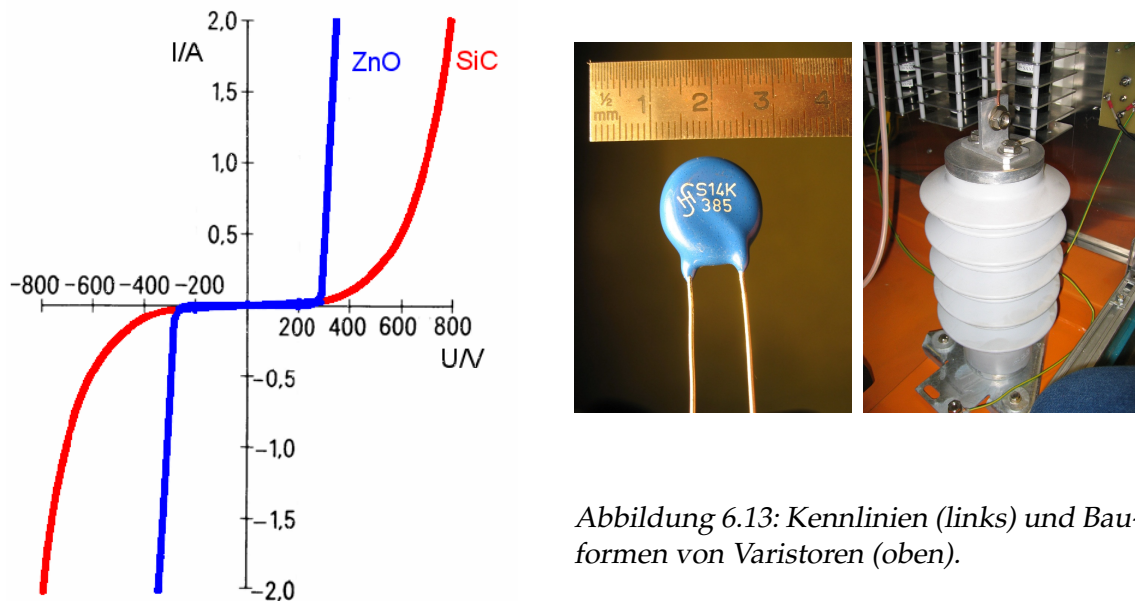 2,0
I/A
ZnO
SiC
1,5
1,0
0,5
-800 -600 -400 -200
200 400 600 800
U/V
-0,5
-1,0
-1,5
-2,0
½ mm 1 2 3 4
S14K
385
Abbildung 6.13: Kennlinien (links) und Bau-
formen von Varistoren (oben).